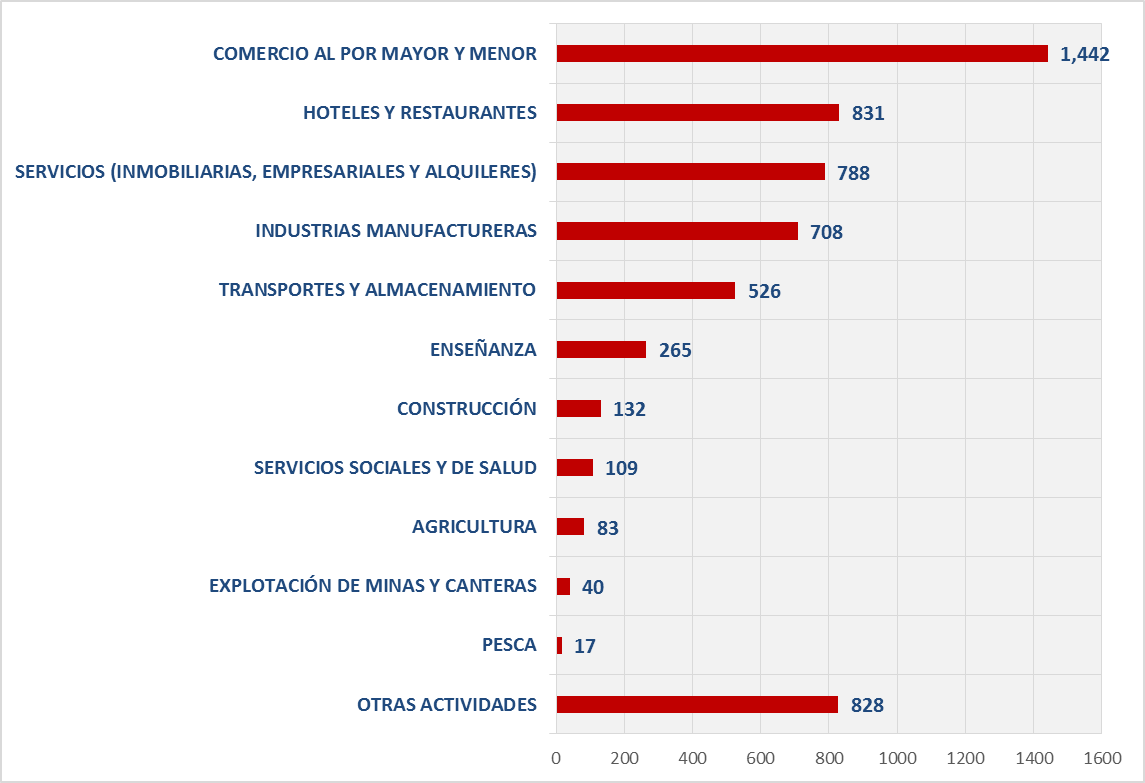 COMERCIO AL POR MAYOR Y MENOR 1,442
HOTELES Y RESTAURANTES 831
SERVICIOS (INMOBILIARIAS, EMPRESARIALES Y ALQUILERES) 788
INDUSTRIAS MANUFACTURERAS 708
TRANSPORTES Y ALMACENAMIENTO 526
ENSEÑANZA 265
CONSTRUCCIÓN 132
SERVICIOS SOCIALES Y DE SALUD 109
AGRICULTURA 83
EXPLOTACIÓN DE MINAS Y CANTERAS 40
PESCA 17
OTRAS ACTIVIDADES 828
0 200 400 600 800 1000 1200 1400 1600